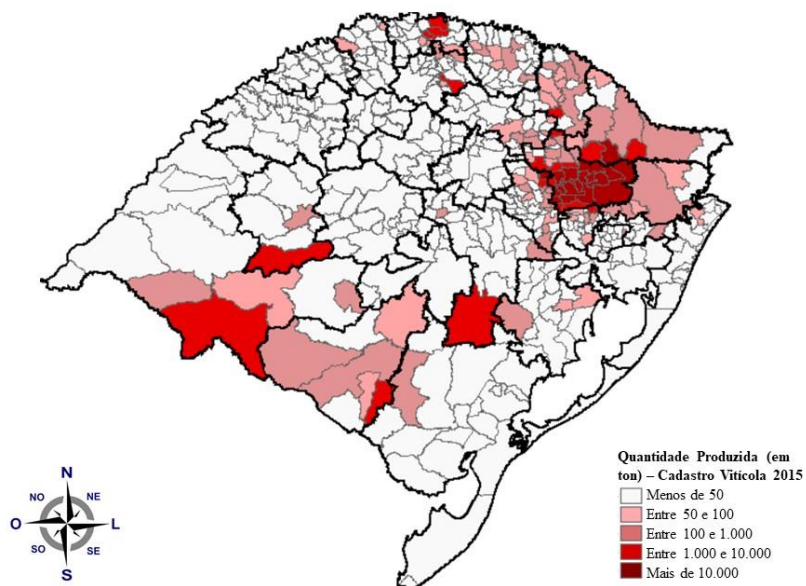 Quantidade Produzida (em
ton) – Cadastro Vitícola 2015
Menos de 50
Entre 50 e 100
Entre 100 e 1.000
Entre 1.000 e 10.000
Mais de 10.000
N
NO NE
O L
SO SE
S